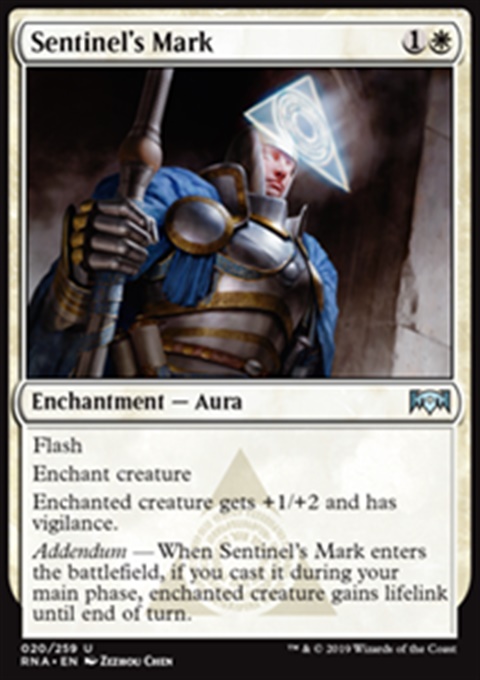 Sentinel's Mark 1
Enchantment — Aura
Flash
Enchant creature
Enchanted creature gets +1/+2 and has
vigilance.
Addendum — When Sentinel's Mark enters
the battlefield, if you cast it during your
main phase, enchanted creature gains lifelink
until end of turn.
020/259 U
RNA • EN Zezhou Chen
™ & © 2019 Wizards of the Coast